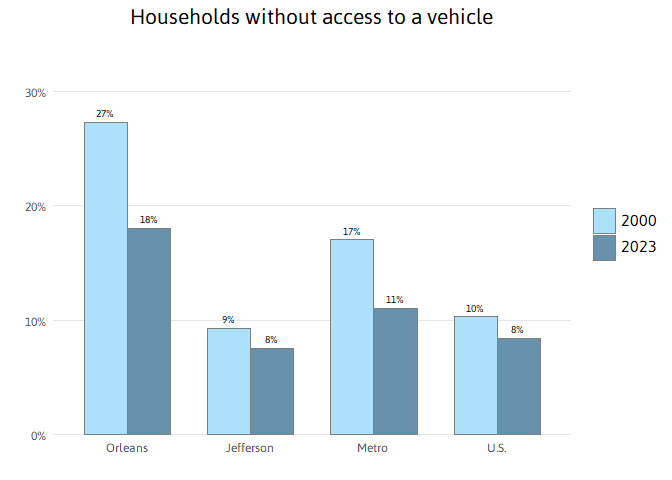 Households without access to a vehicle
30%
20%
10%
0%
27%
18%
9%
8%
17%
11%
10%
8%
Orleans
Jefferson
Metro
U.S.
2000
2023